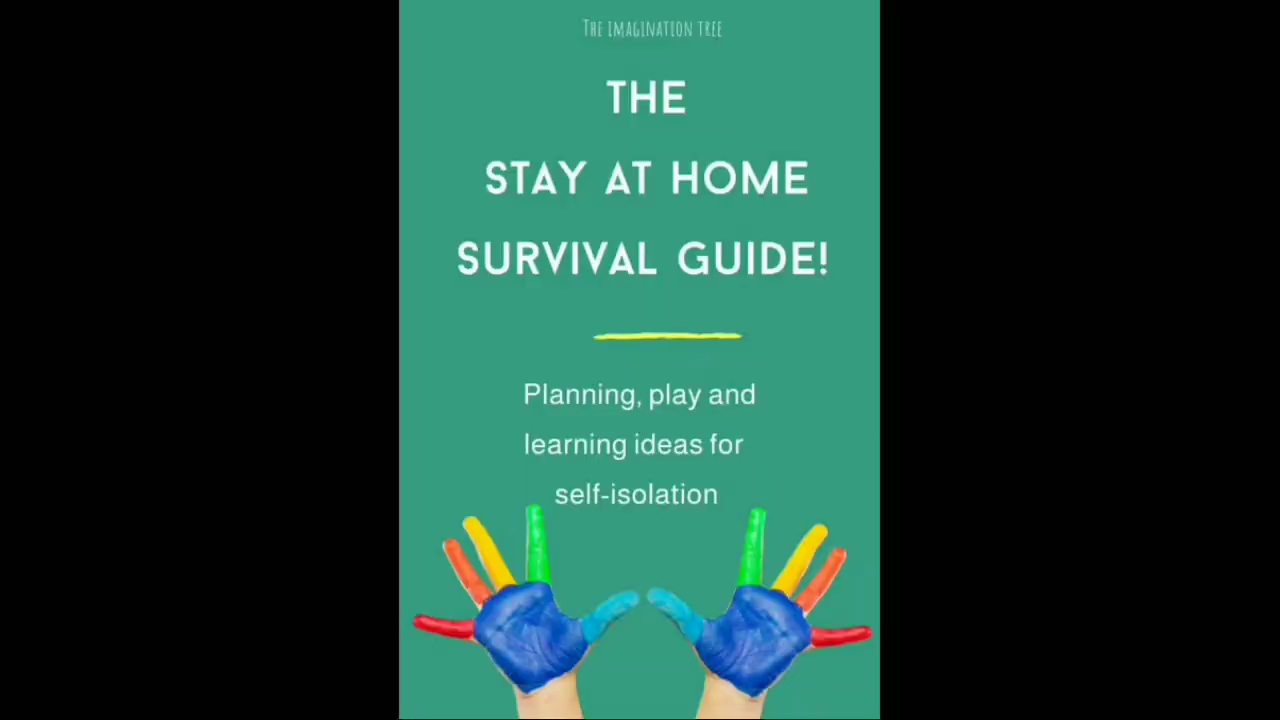 THE IMAGINATION TREE
THE
STAY AT HOME
SURVIVAL GUIDE!
Planning, play and
learning ideas for
self-isolation